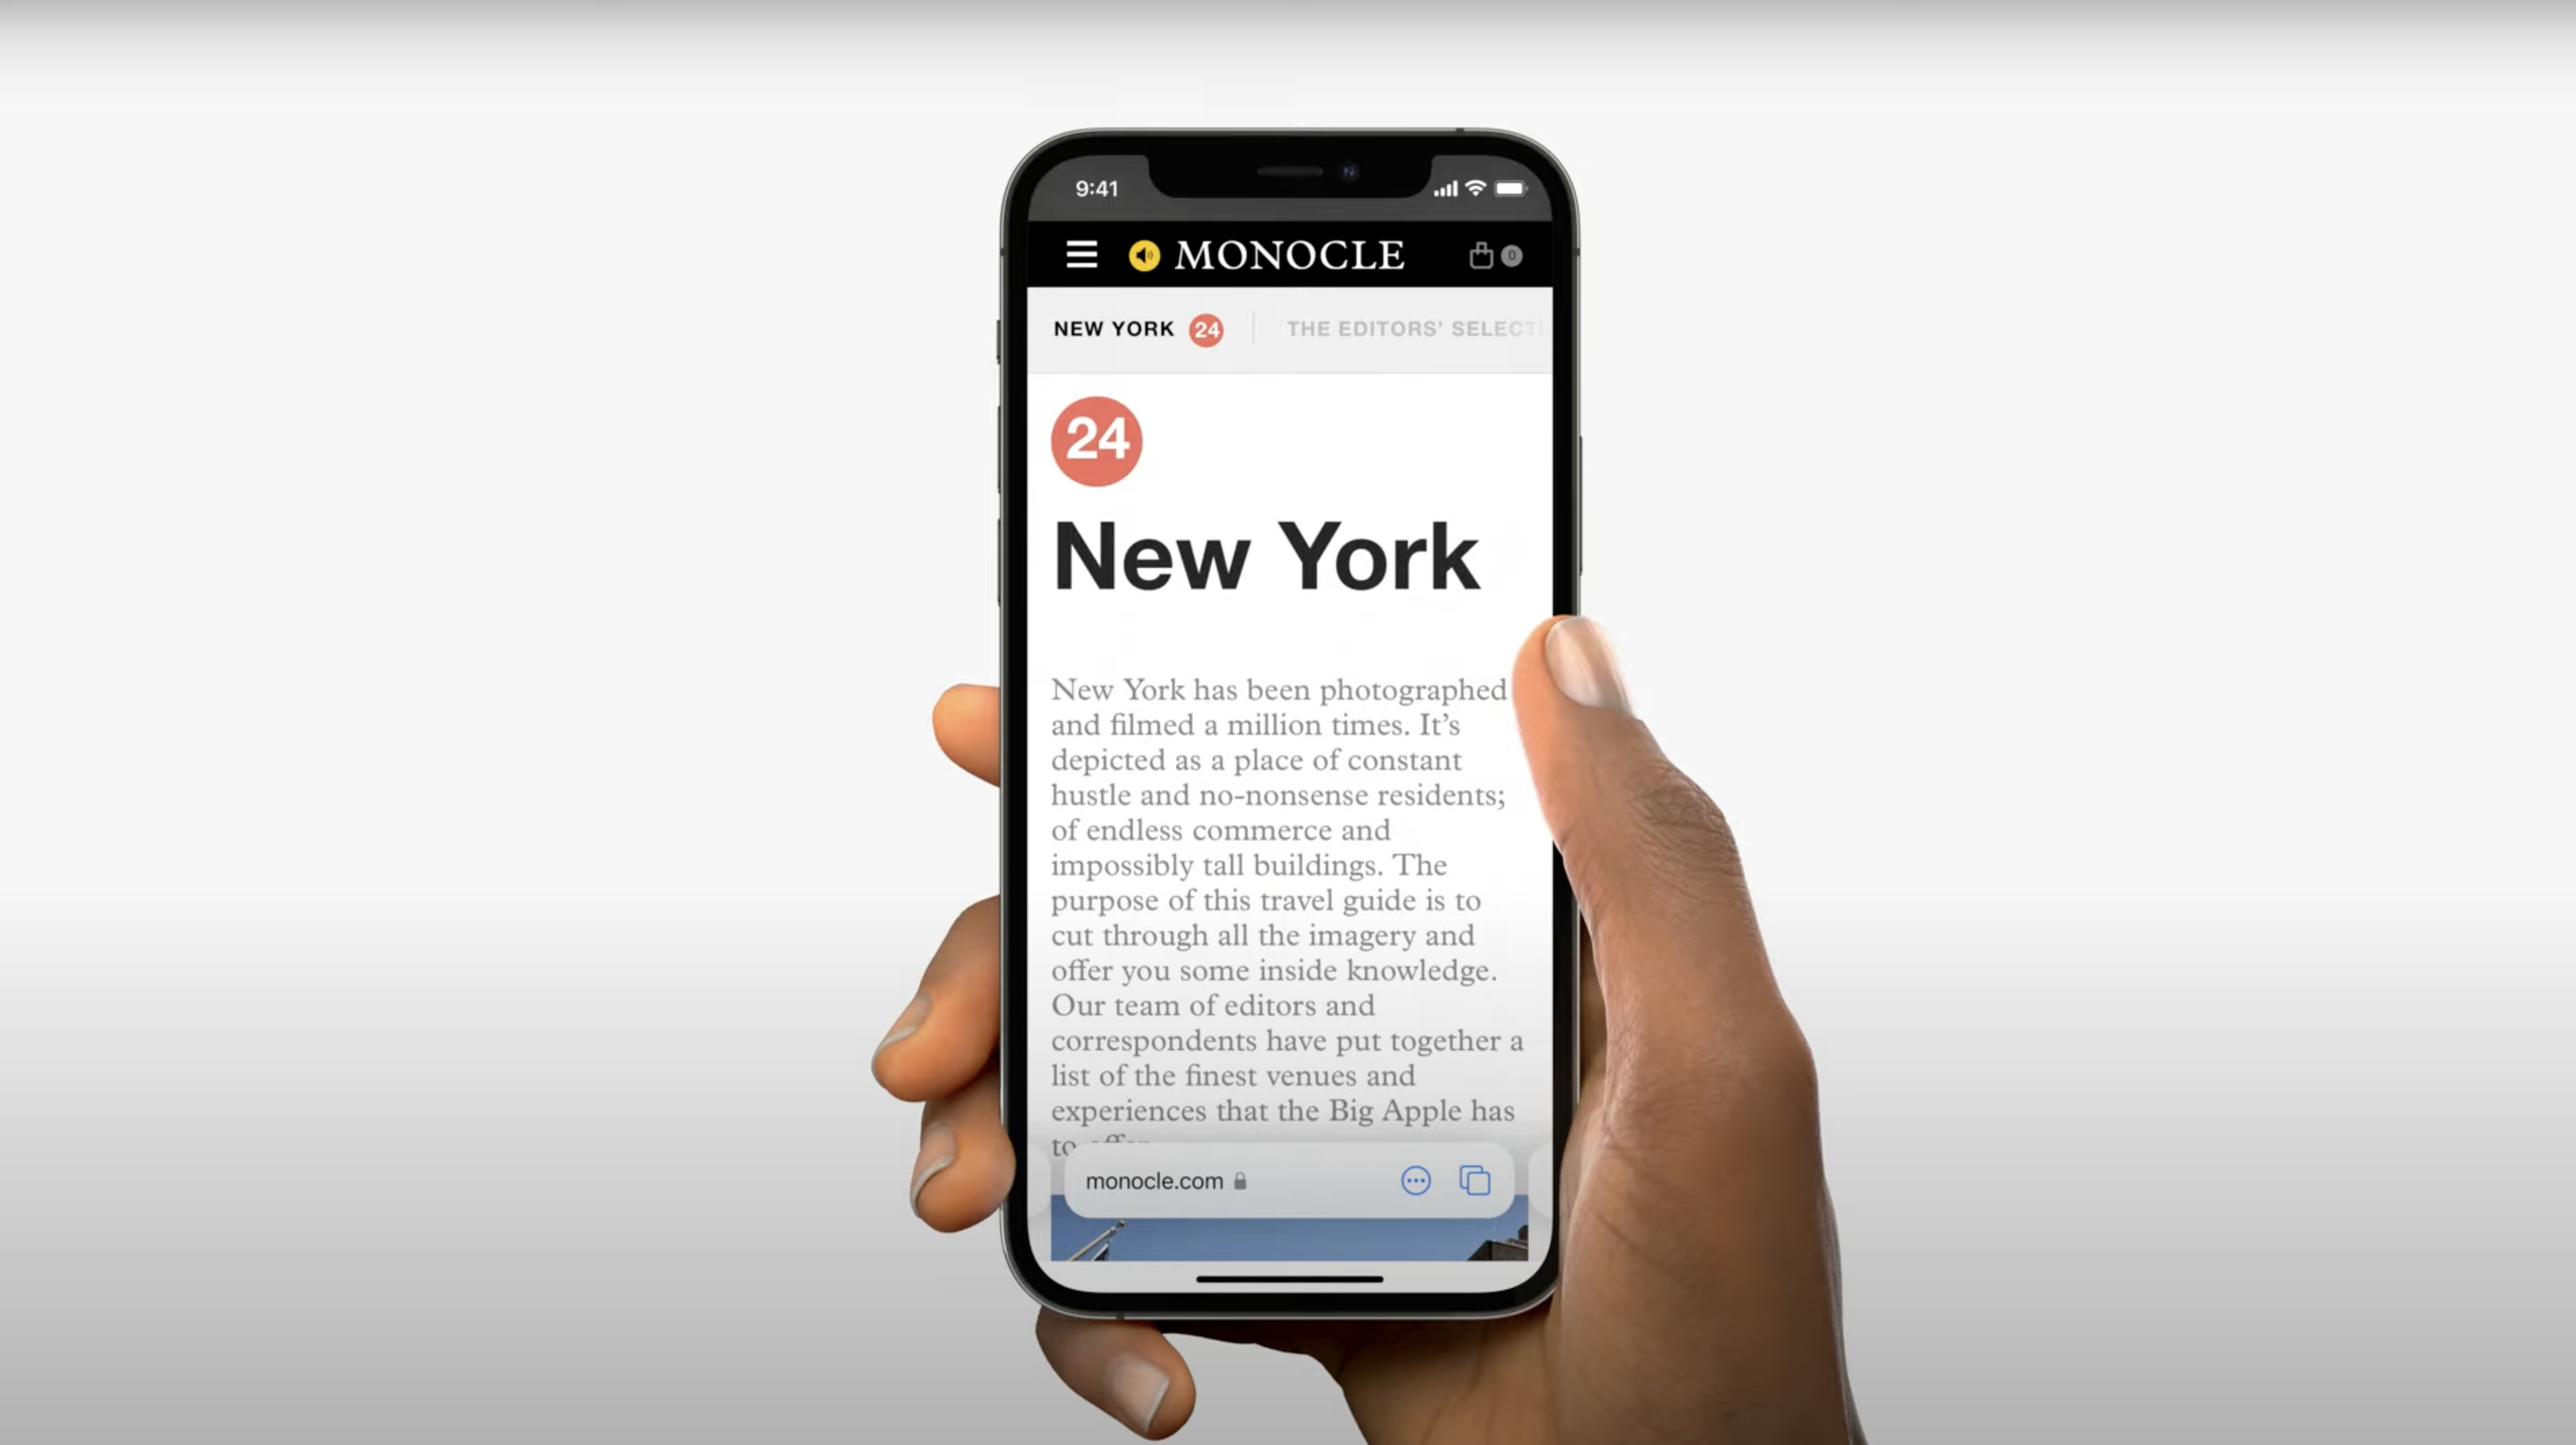 9:41
MONOCLE 0
NEW YORK 24 THE EDITORS' SELECT
24
New York
New York has been photographed
and filmed a million times. It’s
depicted as a place of constant
hustle and no-nonsense residents;
of endless commerce and
impossibly tall buildings. The
purpose of this travel guide is to
cut through all the imagery and
offer you some inside knowledge.
Our team of editors and
correspondents have put together a
list of the finest venues and
experiences that the Big Apple has
to offer
monocle.com